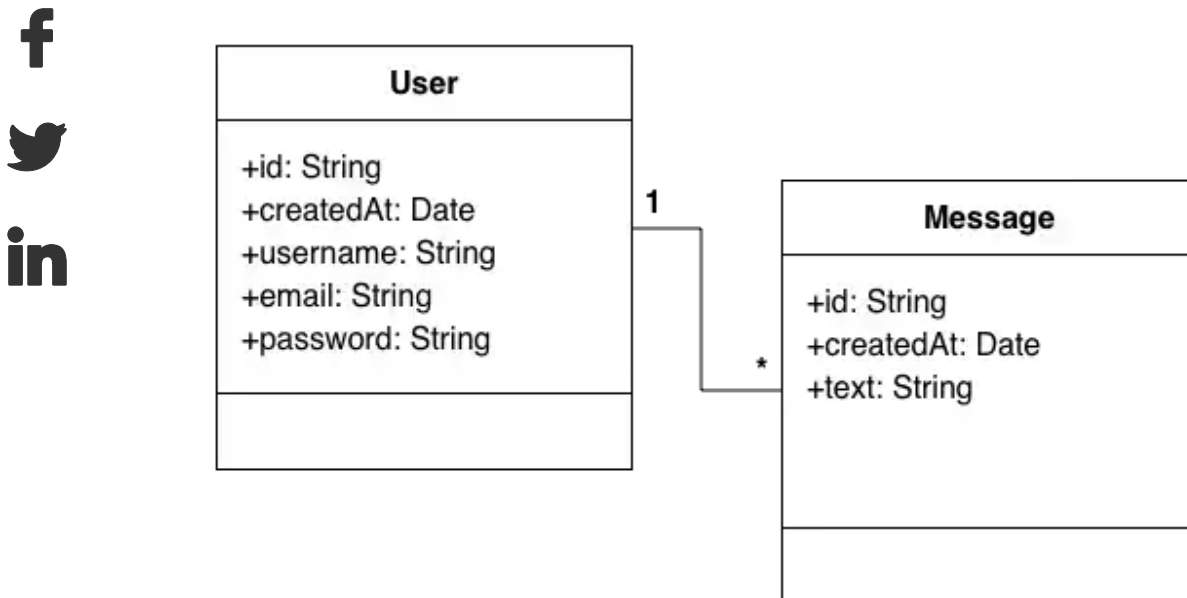 User
+id: String
+createdAt: Date
+username: String
+email: String
+password: String
1
*
Message
+id: String
+createdAt: Date
+text: String